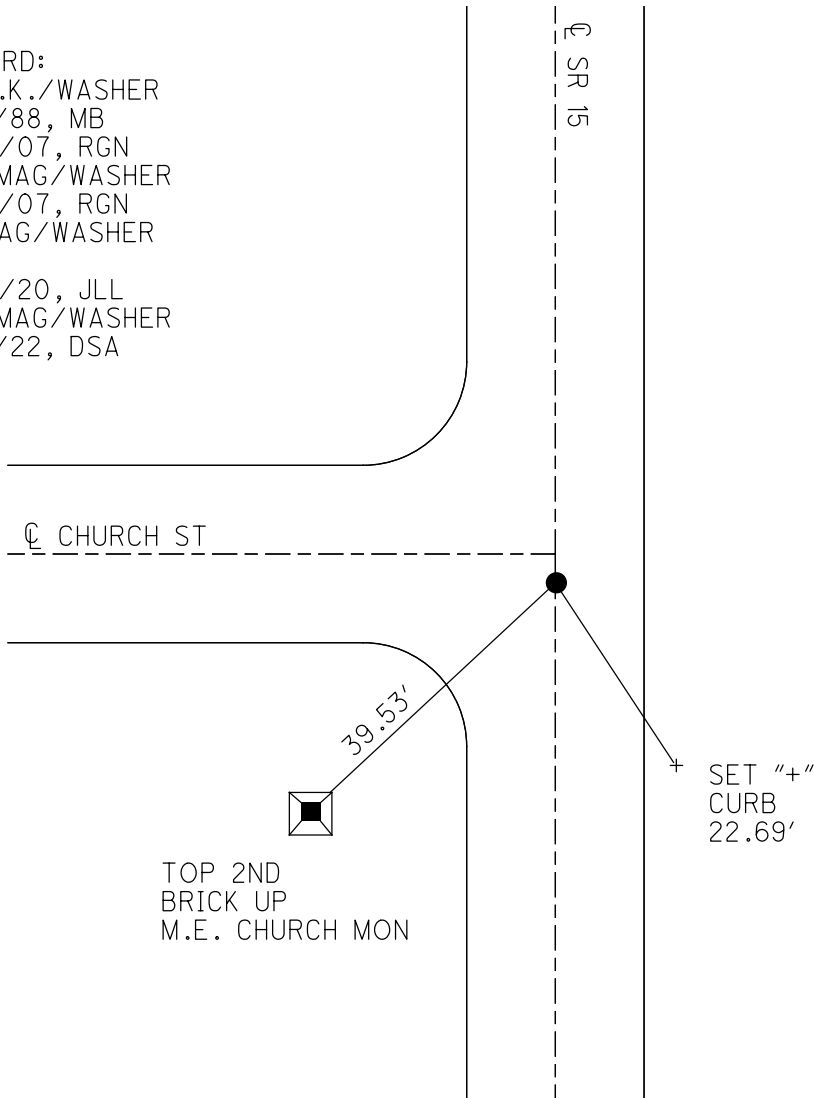 RD:
.K./WASHER
/88, MB
/07, RGN
MAG/WASHER
/07, RGN
AG/WASHER
/20, JLL
MAG/WASHER
/22, DSA
℄ SR 15
℄ CHURCH ST
39.53'
SET "+"
CURB
22.69'
TOP 2ND
BRICK UP
M.E. CHURCH MON